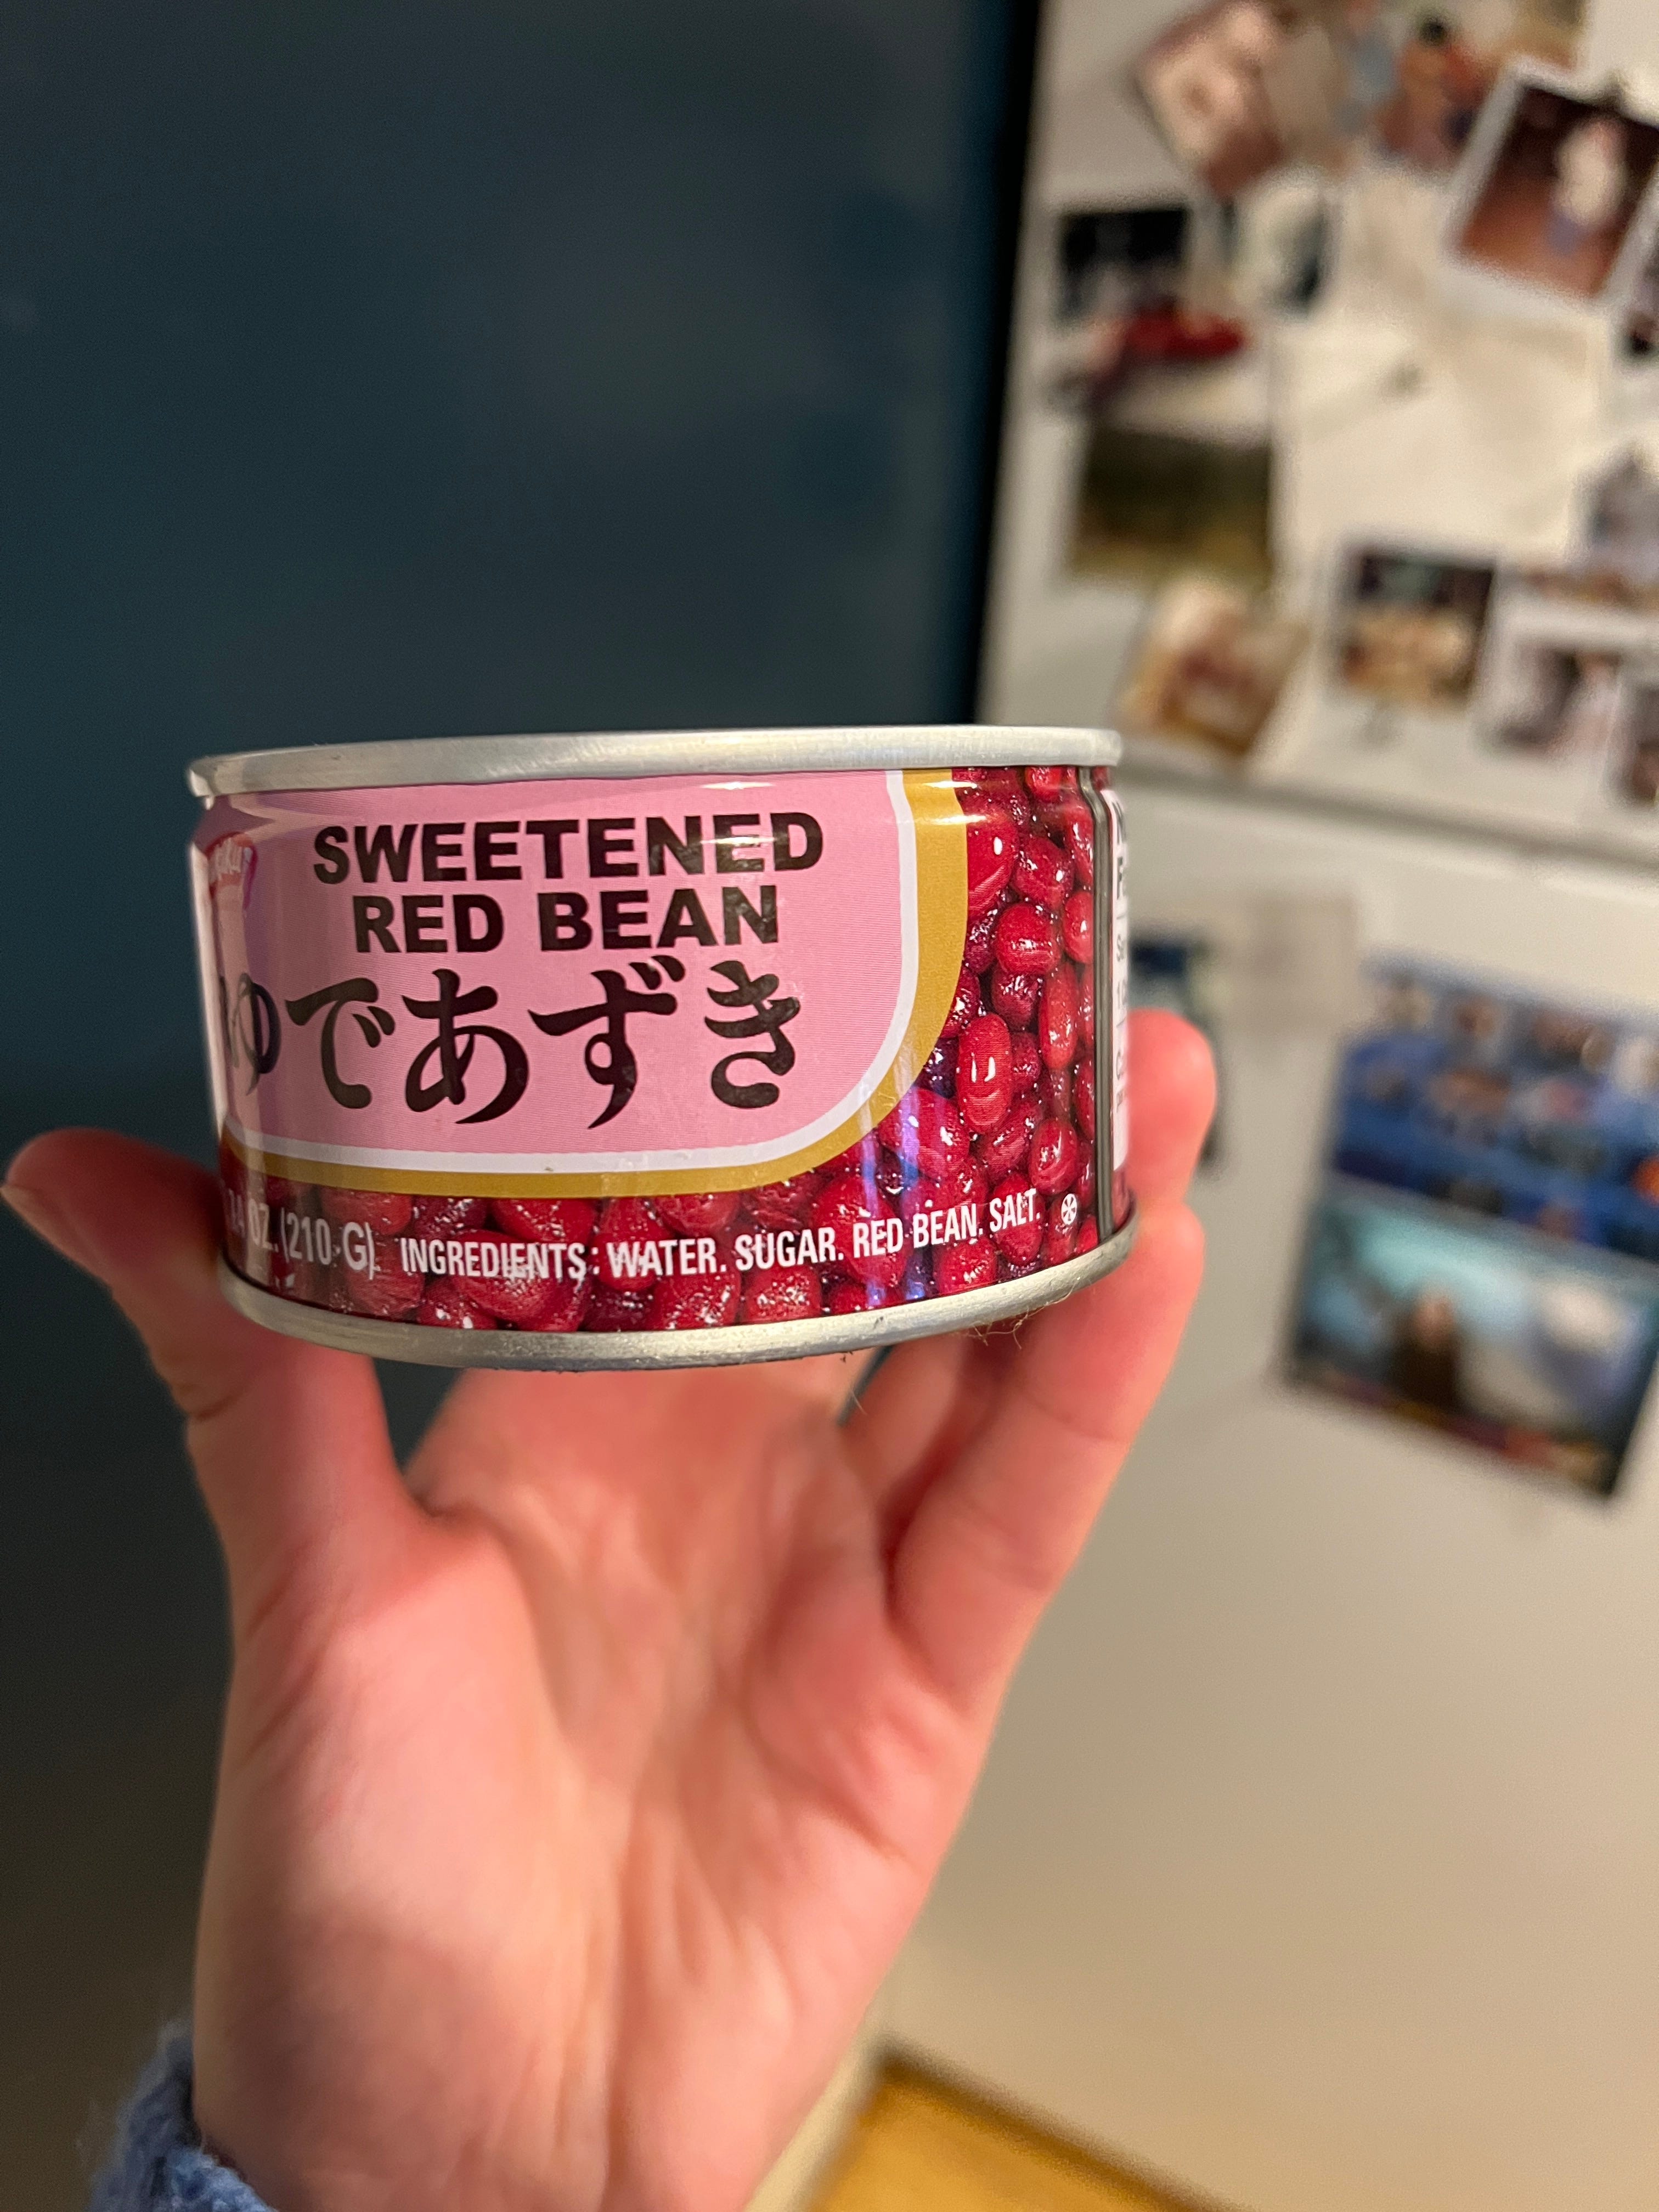 SWEETENED
RED BEAN
ゆであずき
OZ. (210 G) INGREDIENTS: WATER. SUGAR. RED BEAN. SALT.